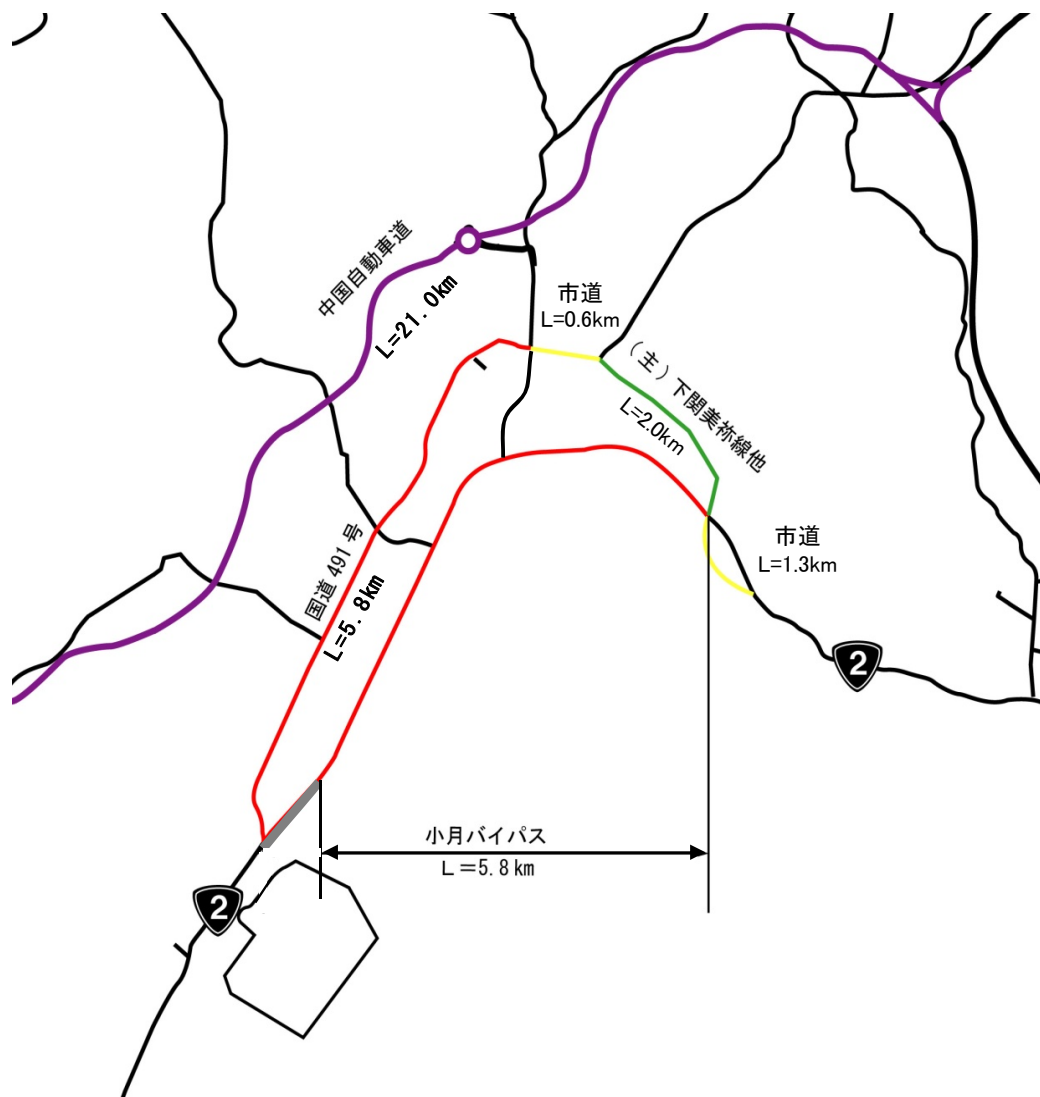 中国自動車道
L=21.0km
市道
L=0.6km
(主)下関美祢線他
L=2.0km
市道
L=1.3km
国道491号
L=5.8km
2
小月バイパス
L=5.8km
2